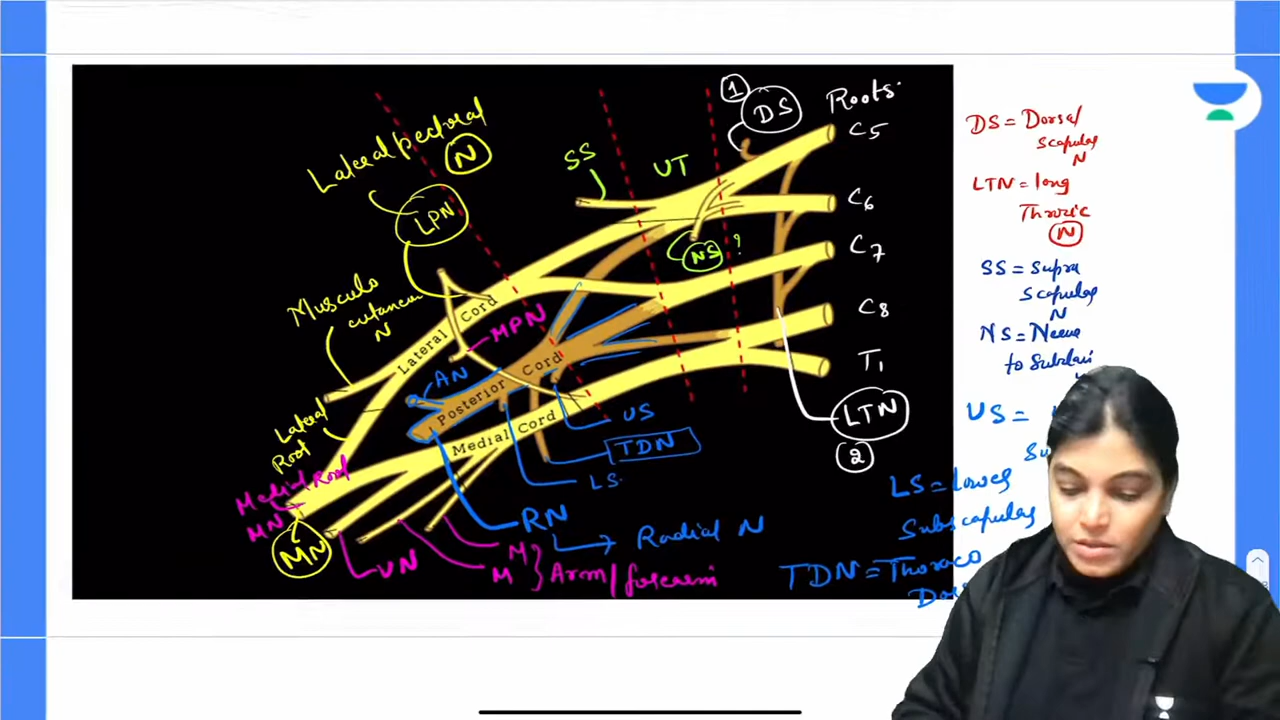 Lateral pectoral
N
LPN
Musculo
cutaneous
N
Lateral
Root
Medial Root
MN
MN
UN
SS
UT
NS ?
1
DS
Roots
C5
C6
C7
C8
T1
LTN
2
MPN
AN
Lateral Cord
Posterior Cord
Medial Cord
US
TDN
LS
RN
Radial N
M
M } Arm/forearm
DS = Dorsal
Scapular
N
LTN = long
Thoracic
N
SS = Supra
Scapular
N
NS = Nerve
to Subclavi
US =
Su
LS = Lower
Subscapular
TDN = Thoraco
Dor